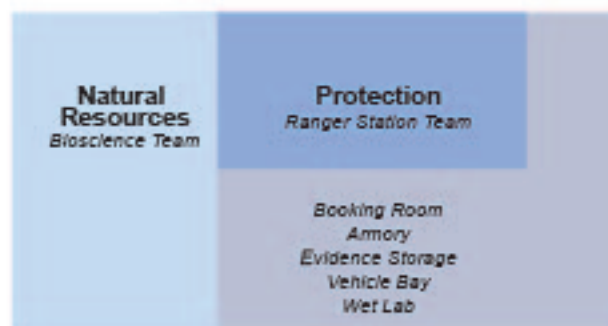 Natural
Resources
Bioscience Team
Protection
Ranger Station Team
Booking Room
Armory
Evidence Storage
Vehicle Bay
Wet Lab